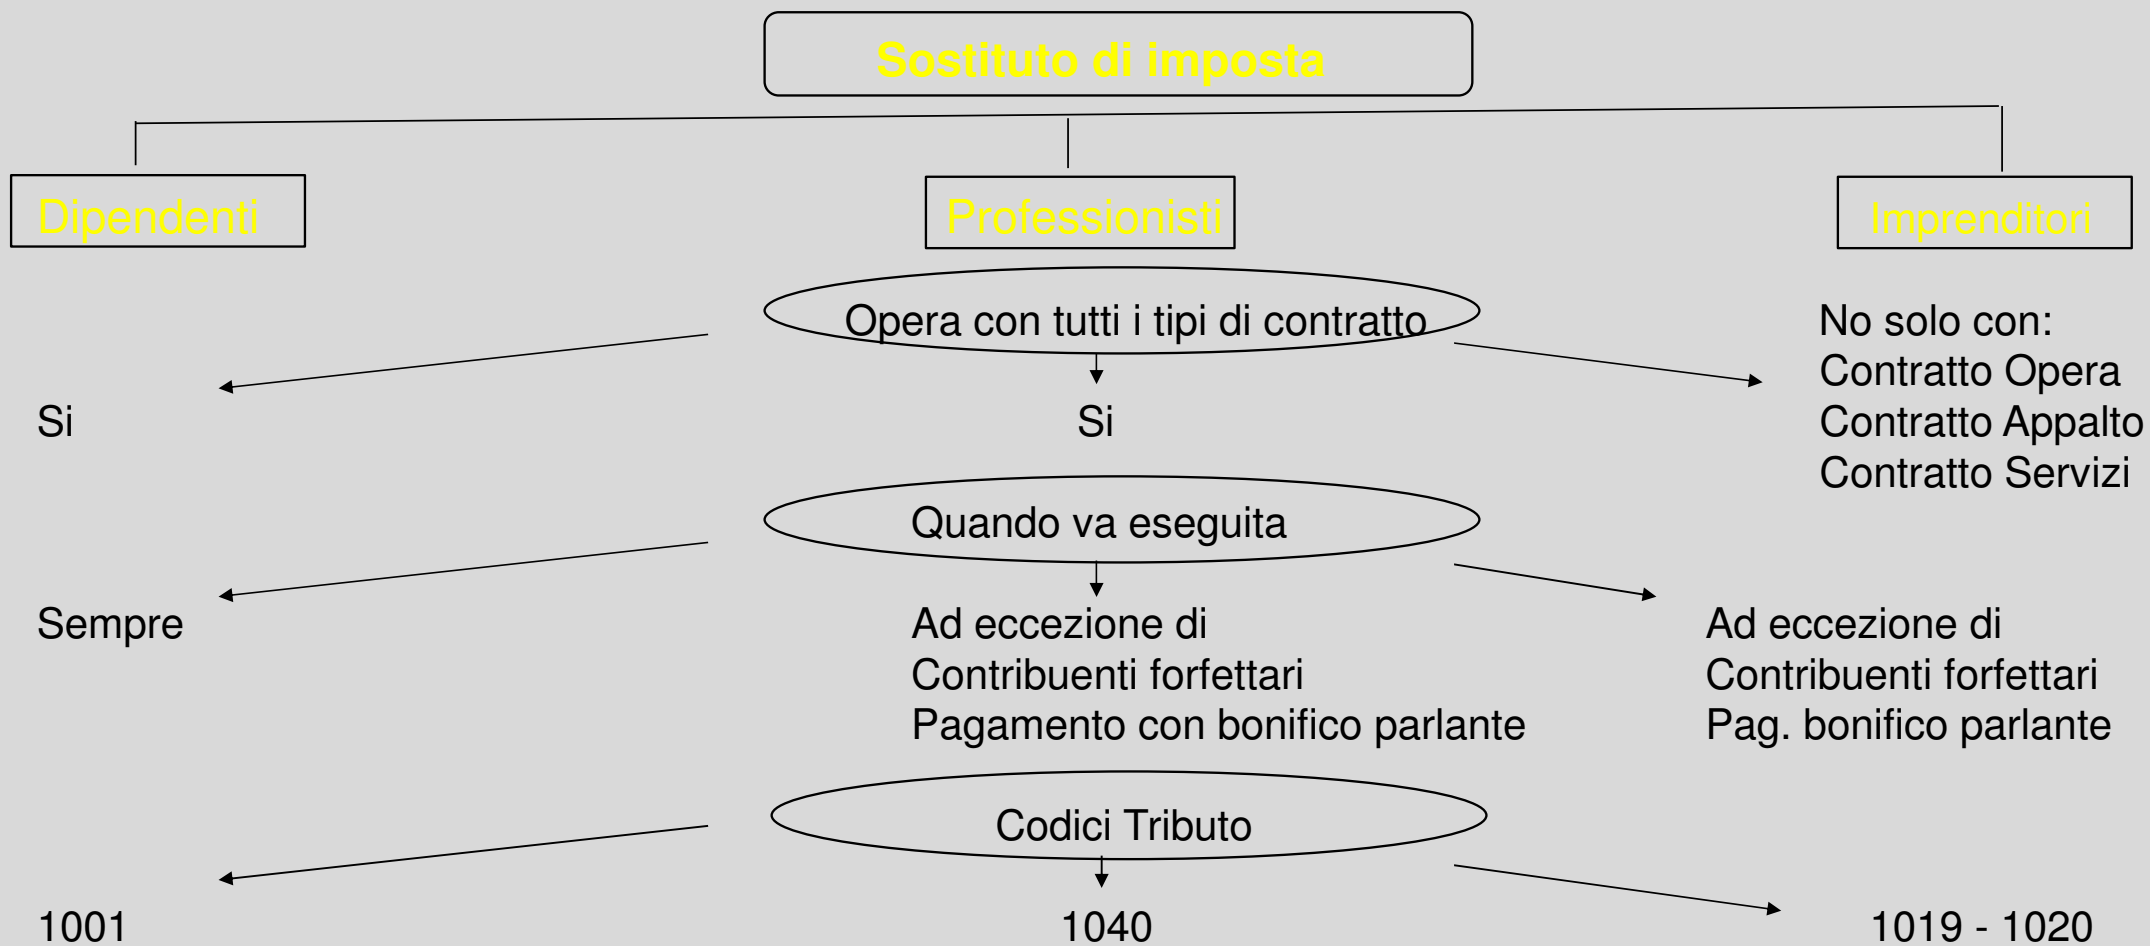 Sostituto di imposta
Dipendenti
Professionisti
Imprenditori
Opera con tutti i tipi di contratto
Si
Si
No solo con:
Contratto Opera
Contratto Appalto
Contratto Servizi
Quando va eseguita
Sempre
Ad eccezione di
Contribuenti forfettari
Pagamento con bonifico parlante
Ad eccezione di
Contribuenti forfettari
Pag. bonifico parlante
Codici Tributo
1001
1040
1019 - 1020